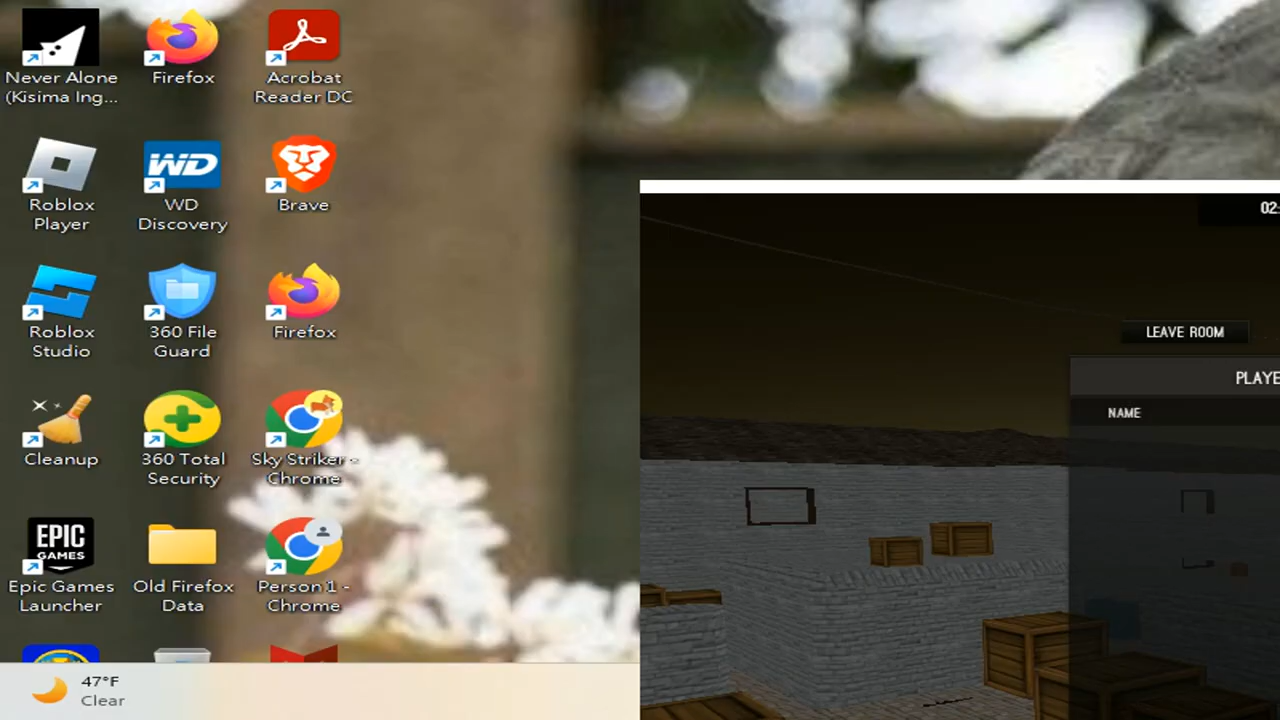 Never Alone
(Kisima Ing...
Firefox
Acrobat
Reader DC
Roblox
Player
WD
WD
Discovery
Brave
Roblox
Studio
360 File
Guard
Firefox
Cleanup
360 Total
Security
Sky Striker -
Chrome
EPIC
GAMES
Epic Games
Launcher
Old Firefox
Data
Person 1 -
Chrome
47°F
Clear
02-
LEAVE ROOM
PLAYE
NAME